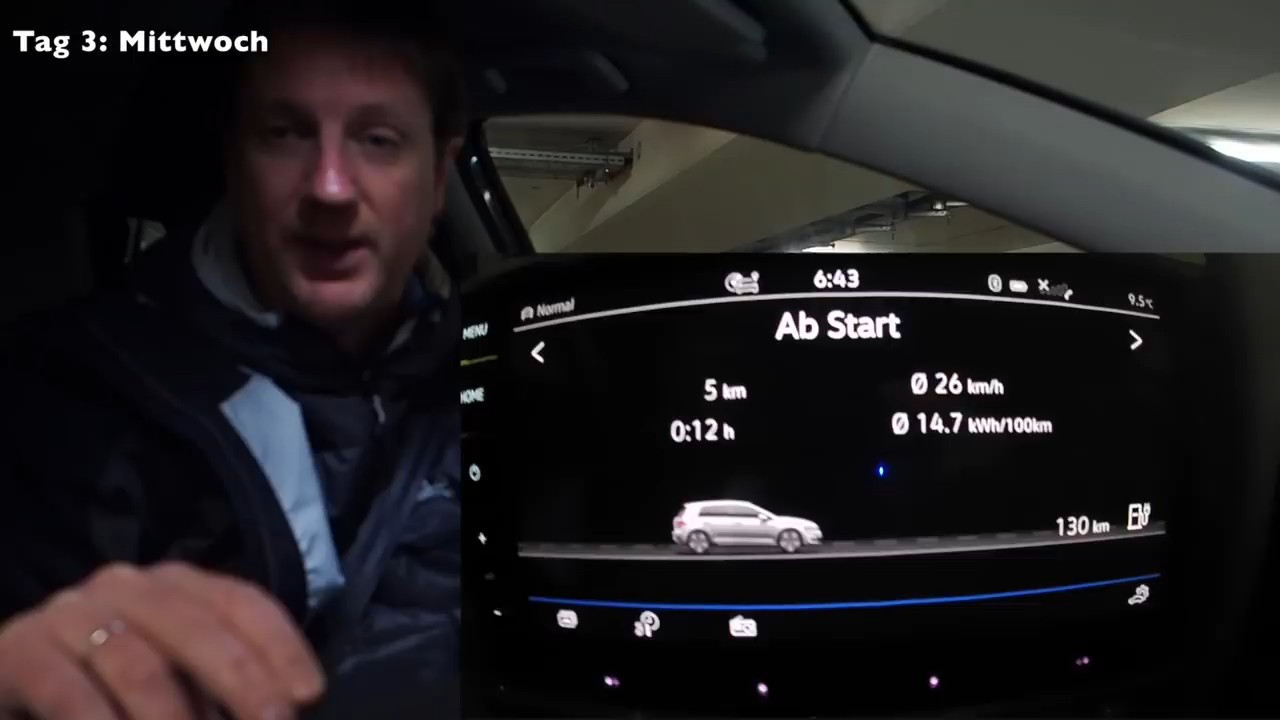 Tag 3: Mittwoch
6:43
Normal
9.5°C
MENU
Ab Start
HOME
5 km
Ø 26 km/h
0:12 h
Ø 14.7 kWh/100km
130 km